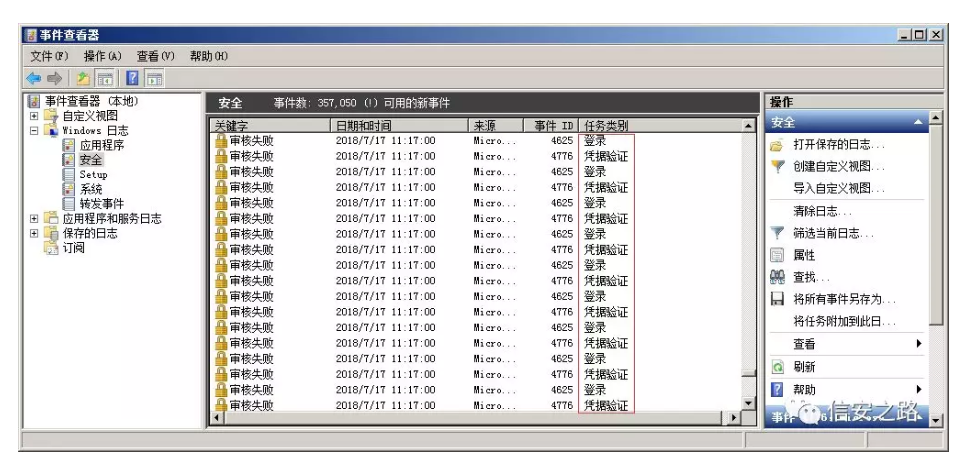 事件查看器
文件(F) 操作(A) 查看(V) 帮助(H)
事件查看器 (本地)
自定义视图
Windows 日志
应用程序
安全
Setup
系统
转发事件
应用程序和服务日志
保存的日志
订阅
安全 事件数: 357,050 (!) 可用的新事件
关键字 日期和时间 来源 事件 ID 任务类别
审核失败 2018/7/17 11:17:00 Micro... 4625 登录
审核失败 2018/7/17 11:17:00 Micro... 4776 凭据验证
审核失败 2018/7/17 11:17:00 Micro... 4625 登录
审核失败 2018/7/17 11:17:00 Micro... 4776 凭据验证
审核失败 2018/7/17 11:17:00 Micro... 4625 登录
审核失败 2018/7/17 11:17:00 Micro... 4776 凭据验证
审核失败 2018/7/17 11:17:00 Micro... 4625 登录
审核失败 2018/7/17 11:17:00 Micro... 4776 凭据验证
审核失败 2018/7/17 11:17:00 Micro... 4625 登录
审核失败 2018/7/17 11:17:00 Micro... 4776 凭据验证
审核失败 2018/7/17 11:17:00 Micro... 4625 登录
审核失败 2018/7/17 11:17:00 Micro... 4776 凭据验证
审核失败 2018/7/17 11:17:00 Micro... 4625 登录
审核失败 2018/7/17 11:17:00 Micro... 4776 凭据验证
审核失败 2018/7/17 11:17:00 Micro... 4625 登录
审核失败 2018/7/17 11:17:00 Micro... 4776 凭据验证
审核失败 2018/7/17 11:17:00 Micro... 4625 登录
审核失败 2018/7/17 11:17:00 Micro... 4776 凭据验证
操作
安全
打开保存的日志...
创建自定义视图...
导入自定义视图...
清除日志...
筛选当前日志...
属性
查找...
将所有事件另存为...
将任务附加到此日...
查看
刷新
帮助
信安之路